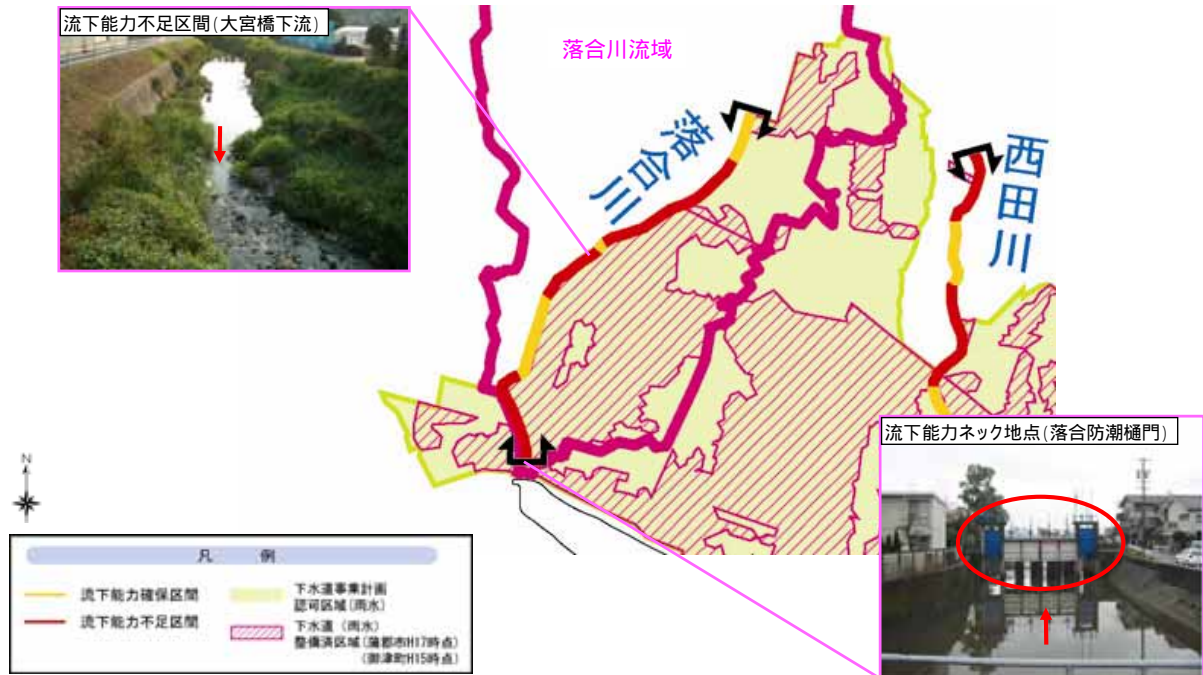 流下能力不足区間(大宮橋下流)
落合川流域
落合川
西田川
流下能力ネック地点(落合防潮樋門)
N
凡 例
流下能力確保区間
流下能力不足区間
下水道事業計画
認可区域(雨水)
下水道(雨水)
整備済区域(蒲郡市H17時点)
(御津町H15時点)